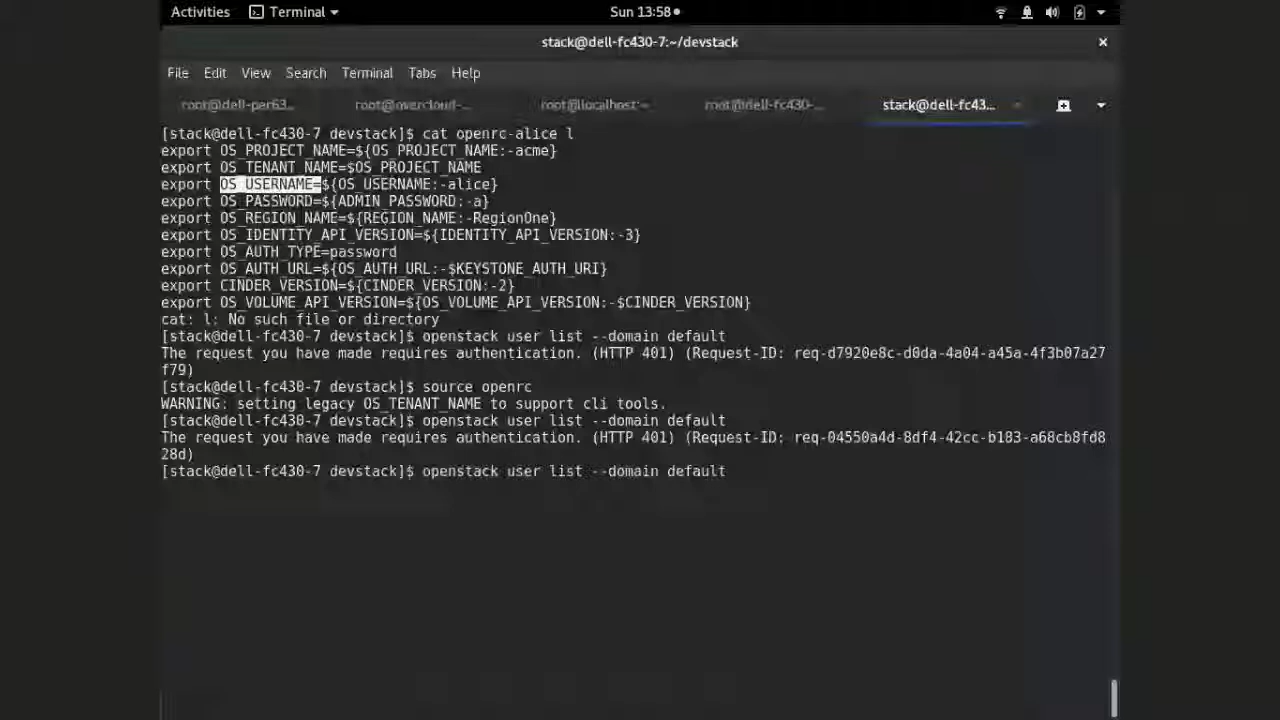 Activities Terminal Sun 13:58
stack@dell-fc430-7:~/devstack
File Edit View Search Terminal Tabs Help
root@dell-per63… root@overcloud-… root@localhost:~ root@dell-fc430-… stack@dell-fc43…
[stack@dell-fc430-7 devstack]$ cat openrc-alice l
export OS_PROJECT_NAME=${OS_PROJECT_NAME:-acme}
export OS_TENANT_NAME=$OS_PROJECT_NAME
export OS_USERNAME=${OS_USERNAME:-alice}
export OS_PASSWORD=${ADMIN_PASSWORD:-a}
export OS_REGION_NAME=${REGION_NAME:-RegionOne}
export OS_IDENTITY_API_VERSION=${IDENTITY_API_VERSION:-3}
export OS_AUTH_TYPE=password
export OS_AUTH_URL=${OS_AUTH_URL:-$KEYSTONE_AUTH_URI}
export CINDER_VERSION=${CINDER_VERSION:-2}
export OS_VOLUME_API_VERSION=${OS_VOLUME_API_VERSION:-$CINDER_VERSION}
cat: l: No such file or directory
[stack@dell-fc430-7 devstack]$ openstack user list --domain default
The request you have made requires authentication. (HTTP 401) (Request-ID: req-d7920e8c-d0da-4a04-a45a-4f3b07a27
f79)
[stack@dell-fc430-7 devstack]$ source openrc
WARNING: setting legacy OS_TENANT_NAME to support cli tools.
[stack@dell-fc430-7 devstack]$ openstack user list --domain default
The request you have made requires authentication. (HTTP 401) (Request-ID: req-04550a4d-8df4-42cc-b183-a68cb8fd8
28d)
[stack@dell-fc430-7 devstack]$ openstack user list --domain default